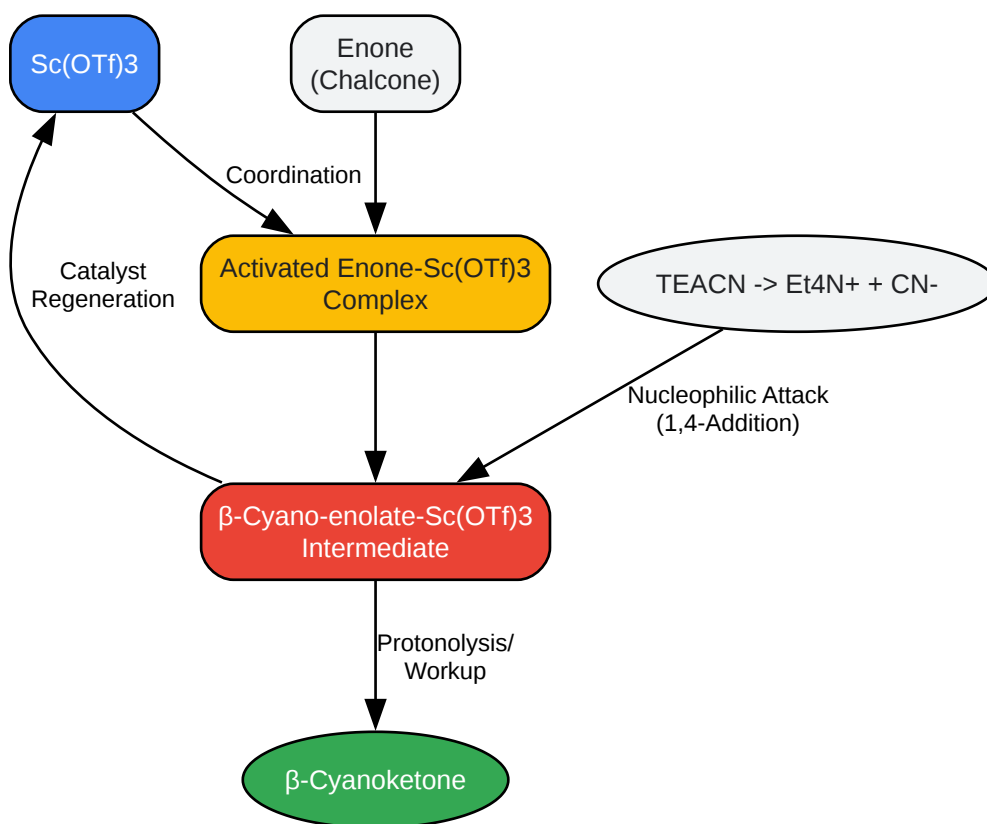 Sc(OTf)3
Enone
(Chalcone)
Coordination
Catalyst
Regeneration
Activated Enone-Sc(OTf)3
Complex
TEACN -> Et4N+ + CN-
Nucleophilic Attack
(1,4-Addition)
β-Cyano-enolate-Sc(OTf)3
Intermediate
Protonolysis/
Workup
β-Cyanoketone